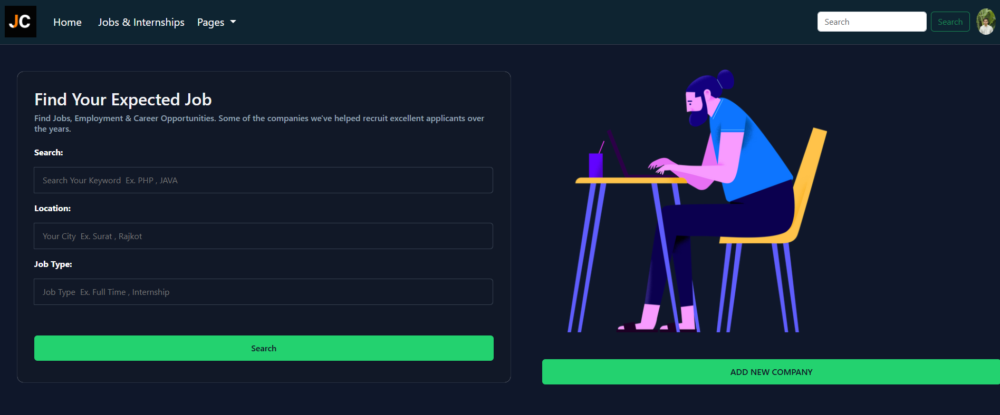 JC
Home
Jobs & Internships
Pages
Search
Search
Find Your Expected Job
Find Jobs, Employment & Career Opportunities. Some of the companies we've helped recruit excellent applicants over
the years.
Search:
Search Your Keyword  Ex. PHP , JAVA
Location:
Your City  Ex. Surat , Rajkot
Job Type:
Job Type  Ex. Full Time , Internship
Search
ADD NEW COMPANY